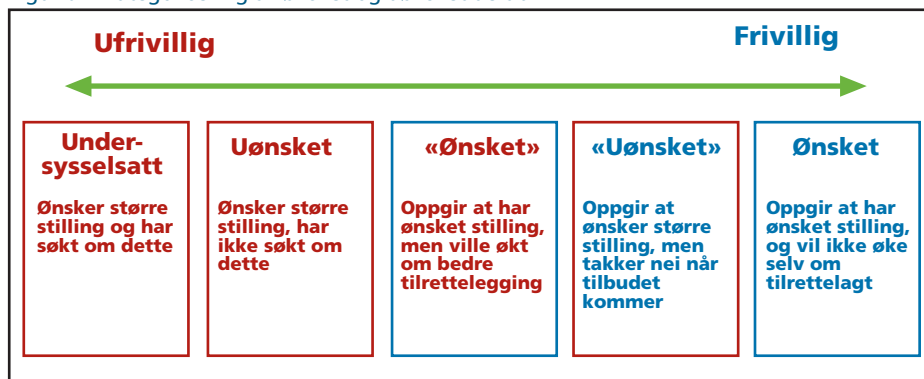 Ufrivillig
Frivillig
Under-
sysselsatt
Ønsker større
stilling og har
søkt om dette
Uønsket
Ønsker større
stilling, har
ikke søkt om
dette
«Ønsket»
Oppgir at har
ønsket stilling,
men ville økt
om bedre
tilrettelegging
«Uønsket»
Oppgir at
ønsker større
stilling, men
takker nei når
tilbudet
kommer
Ønsket
Oppgir at har
ønsket stilling,
og vil ikke øke
selv om
tilrettelagt